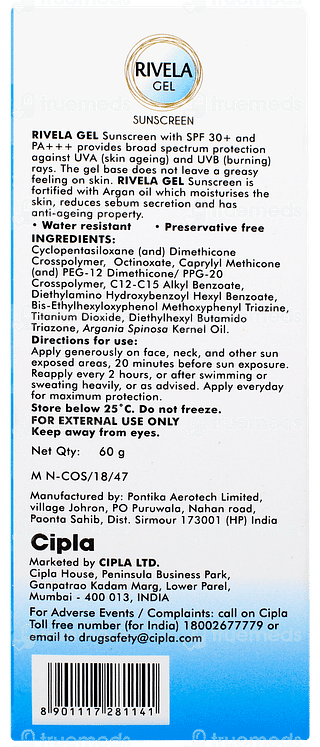 RIVELA
GEL
SUNSCREEN
RIVELA GEL Sunscreen with SPF 30+ and
PA+++ provides broad spectrum protection
against UVA (skin ageing) and UVB (burning)
rays. The gel base does not leave a greasy
feeling on skin. RIVELA GEL Sunscreen is
fortified with Argan oil which moisturises the
skin, reduces sebum secretion and has
anti-ageing property.
• Water resistant • Preservative free
INGREDIENTS:
Cyclopentasiloxane (and) Dimethicone
Crosspolymer, Octinoxate, Caprylyl Methicone
(and) PEG-12 Dimethicone/ PPG-20
Crosspolymer, C12-C15 Alkyl Benzoate,
Diethylamino Hydroxybenzoyl Hexyl Benzoate,
Bis-Ethylhexyloxyphenol Methoxyphenyl Triazine,
Titanium Dioxide, Diethylhexyl Butamido
Triazone, Argania Spinosa Kernel Oil.
Directions for use:
Apply generously on face, neck, and other sun
exposed areas, 20 minutes before sun exposure.
Reapply every 2 hours, or after swimming or
sweating heavily, or as advised. Apply everyday
for maximum protection.
Store below 25°C. Do not freeze.
FOR EXTERNAL USE ONLY
Keep away from eyes.
Net Qty: 60 g
M N-COS/18/47
Manufactured by: Pontika Aerotech Limited,
village Johron, PO Puruwala, Nahan road,
Paonta Sahib, Dist. Sirmour 173001 (HP) India
Cipla
Marketed by CIPLA LTD.
Cipla House, Peninsula Business Park,
Ganpatrao Kadam Marg, Lower Parel,
Mumbai - 400 013, INDIA
For Adverse Events / Complaints: call on Cipla
Toll free number (for India) 18002677779 or
email to drugsafety@cipla.com
8 901117 281141
truemeds